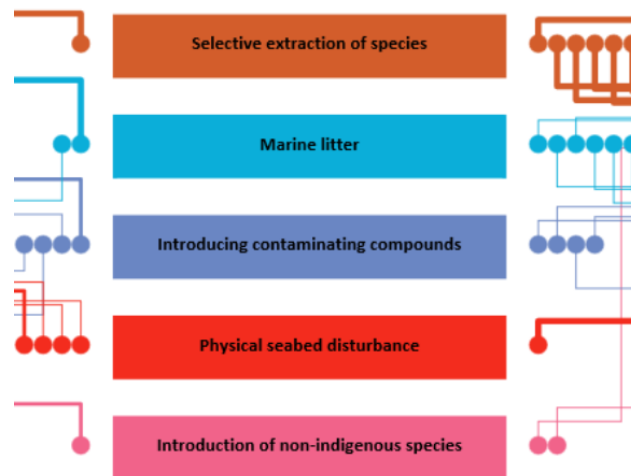 Selective extraction of species
Marine litter
Introducing contaminating compounds
Physical seabed disturbance
Introduction of non-indigenous species